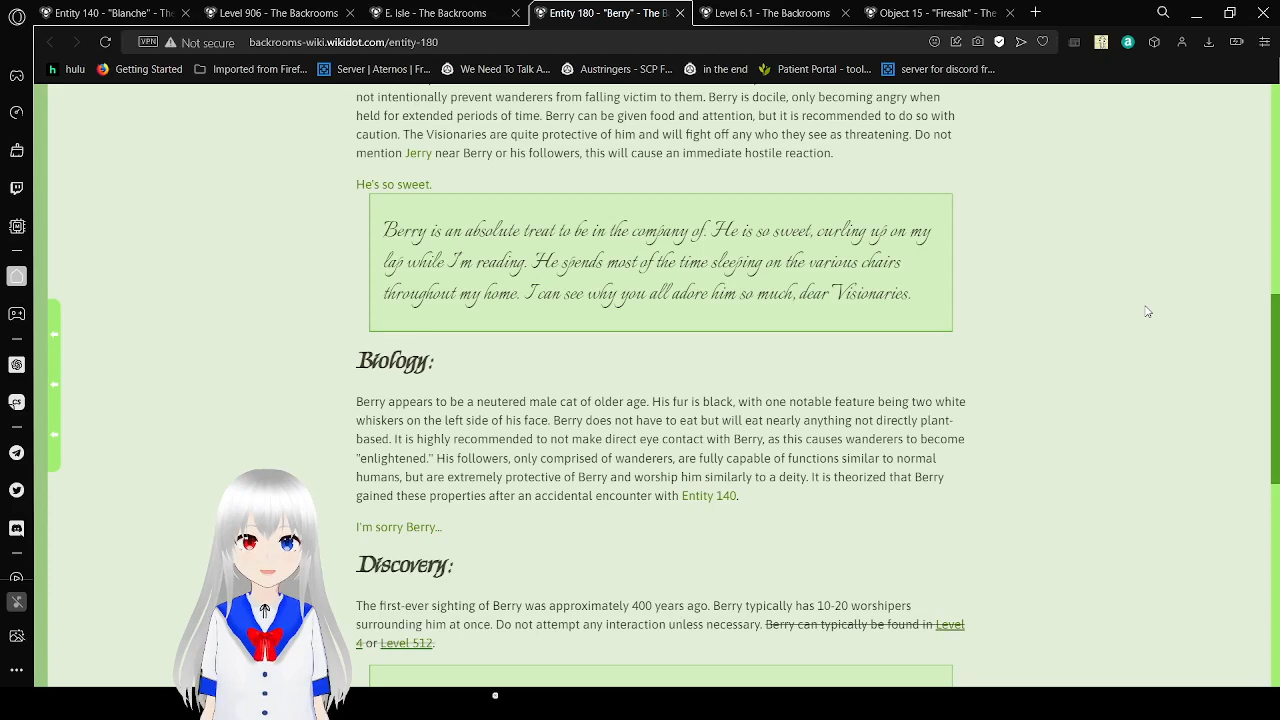 Entity 140 - "Blanche" - The
Level 906 - The Backrooms
E. Isle - The Backrooms
Entity 180 - "Berry" - The B
Level 6.1 - The Backrooms
Object 15 - "Firesalt" - The
VPN
Not secure
backrooms-wiki.wikidot.com/entity-180
hulu
Getting Started
Imported from Firef...
Server | Aternos | Fr...
We Need To Talk A...
Austringers - SCP F...
in the end
Patient Portal - tool...
server for discord fr...
not intentionally prevent wanderers from falling victim to them. Berry is docile, only becoming angry when
held for extended periods of time. Berry can be given food and attention, but it is recommended to do so with
caution. The Visionaries are quite protective of him and will fight off any who they see as threatening. Do not
mention Jerry near Berry or his followers, this will cause an immediate hostile reaction.
He's so sweet.
Berry is an absolute treat to be in the company of. He is so sweet, curling up on my
lap while I'm reading. He spends most of the time sleeping on the various chairs
throughout my home. I can see why you all adore him so much, dear Visionaries.
Biology:
Berry appears to be a neutered male cat of older age. His fur is black, with one notable feature being two white
whiskers on the left side of his face. Berry does not have to eat but will eat nearly anything not directly plant-
based. It is highly recommended to not make direct eye contact with Berry, as this causes wanderers to become
"enlightened." His followers, only comprised of wanderers, are fully capable of functions similar to normal
humans, but are extremely protective of Berry and worship him similarly to a deity. It is theorized that Berry
gained these properties after an accidental encounter with Entity 140.
I'm sorry Berry...
Discovery:
The first-ever sighting of Berry was approximately 400 years ago. Berry typically has 10-20 worshipers
surrounding him at once. Do not attempt any interaction unless necessary. Berry can typically be found in Level
4 or Level 512.